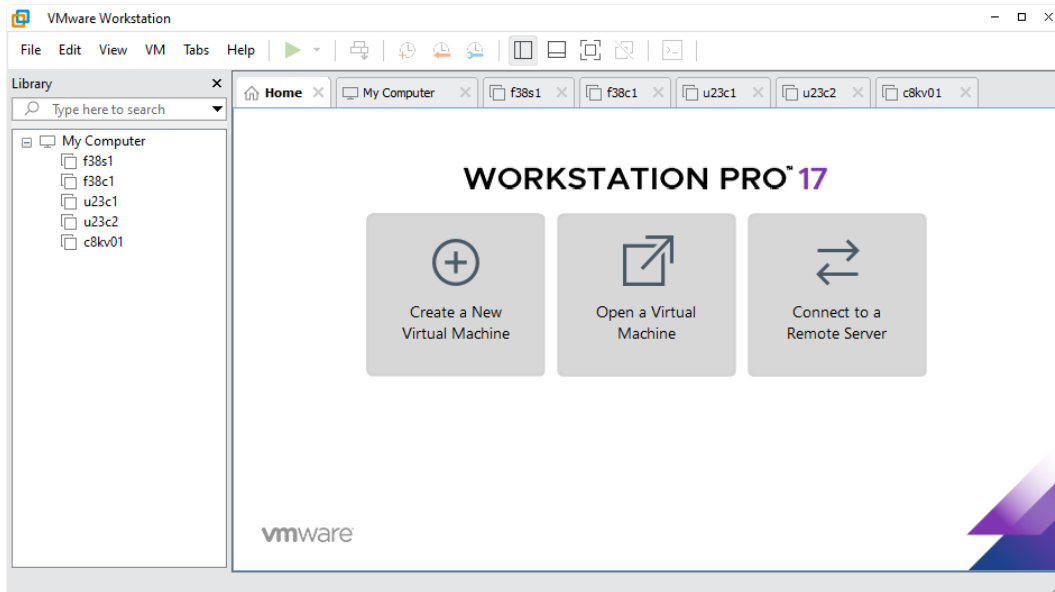 VMware Workstation
File Edit View VM Tabs Help
Library
Type here to search
My Computer
f38s1
f38c1
u23c1
u23c2
c8kv01
Home My Computer f38s1 f38c1 u23c1 u23c2 c8kv01
WORKSTATION PRO™ 17
Create a New
Virtual Machine
Open a Virtual
Machine
Connect to a
Remote Server
vmware